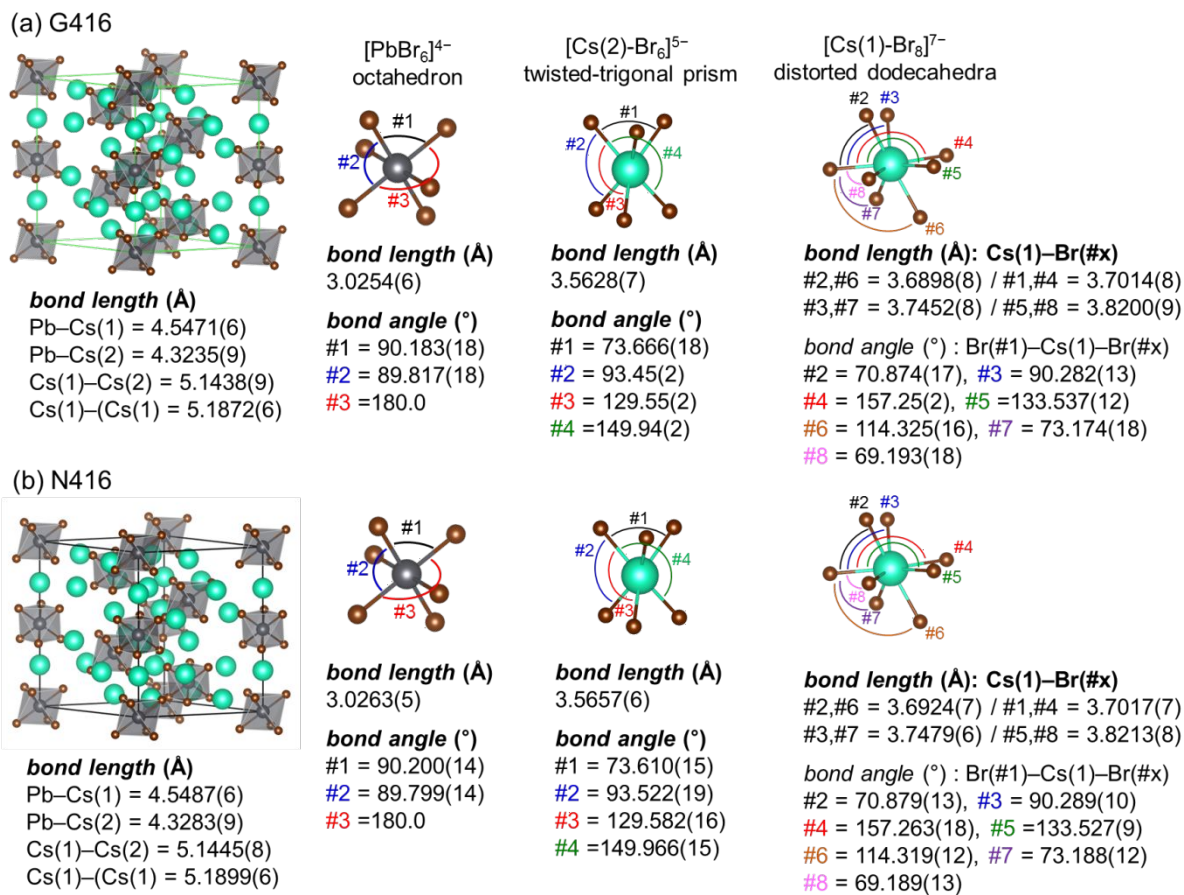 (a) G416
[PbBr₆]⁴⁻
octahedron
[Cs(2)-Br₆]⁵⁻
twisted-trigonal prism
[Cs(1)-Br₈]⁷⁻
distorted dodecahedra
#1
#2
#3
#1
#2
#4
#3
#2
#3
#4
#5
#8
#7
#6
bond length (Å)
Pb–Cs(1) = 4.5471(6)
Pb–Cs(2) = 4.3235(9)
Cs(1)–Cs(2) = 5.1438(9)
Cs(1)–(Cs(1) = 5.1872(6)
bond length (Å)
3.0254(6)
bond angle (°)
#1 = 90.183(18)
#2 = 89.817(18)
#3 =180.0
bond length (Å)
3.5628(7)
bond angle (°)
#1 = 73.666(18)
#2 = 93.45(2)
#3 = 129.55(2)
#4 =149.94(2)
bond length (Å): Cs(1)–Br(#x)
#2,#6 = 3.6898(8) / #1,#4 = 3.7014(8)
#3,#7 = 3.7452(8) / #5,#8 = 3.8200(9)
bond angle (°) : Br(#1)–Cs(1)–Br(#x)
#2 = 70.874(17), #3 = 90.282(13)
#4 = 157.25(2), #5 =133.537(12)
#6 = 114.325(16), #7 = 73.174(18)
#8 = 69.193(18)
(b) N416
#1
#2
#3
#1
#2
#4
#3
#2
#3
#4
#5
#8
#7
#6
bond length (Å)
Pb–Cs(1) = 4.5487(6)
Pb–Cs(2) = 4.3283(9)
Cs(1)–Cs(2) = 5.1445(8)
Cs(1)–(Cs(1) = 5.1899(6)
bond length (Å)
3.0263(5)
bond angle (°)
#1 = 90.200(14)
#2 = 89.799(14)
#3 =180.0
bond length (Å)
3.5657(6)
bond angle (°)
#1 = 73.610(15)
#2 = 93.522(19)
#3 = 129.582(16)
#4 =149.966(15)
bond length (Å): Cs(1)–Br(#x)
#2,#6 = 3.6924(7) / #1,#4 = 3.7017(7)
#3,#7 = 3.7479(6) / #5,#8 = 3.8213(8)
bond angle (°) : Br(#1)–Cs(1)–Br(#x)
#2 = 70.879(13), #3 = 90.289(10)
#4 = 157.263(18), #5 =133.527(9)
#6 = 114.319(12), #7 = 73.188(12)
#8 = 69.189(13)